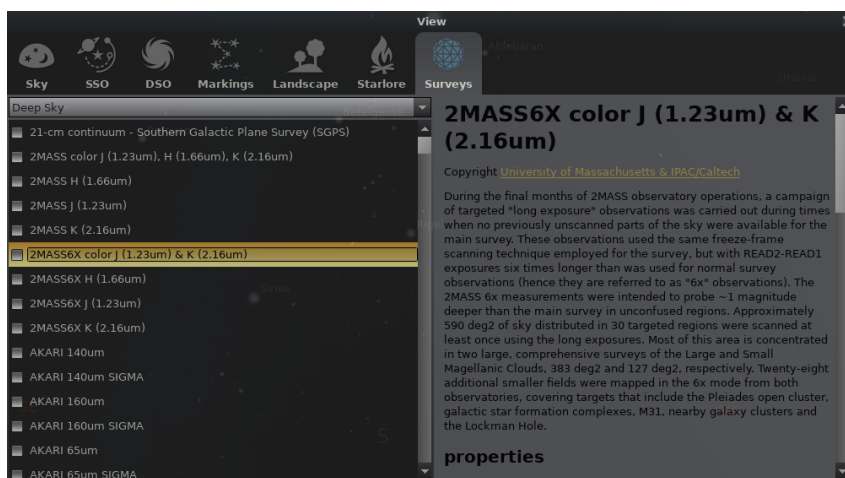 View
Aldebaran
Uranus
Sky SSO DSO Markings Landscape Starlore Surveys
Deep Sky
Betelgeuse
21-cm continuum - Southern Galactic Plane Survey (SGPS)
2MASS color J (1.23um), H (1.66um), K (2.16um)
2MASS H (1.66um)
2MASS J (1.23um)
2MASS K (2.16um)
2MASS6X color J (1.23um) & K (2.16um)
2MASS6X H (1.66um)
2MASS6X J (1.23um)
2MASS6X K (2.16um)
AKARI 140um
AKARI 140um SIGMA
AKARI 160um
AKARI 160um SIGMA
AKARI 65um
AKARI 65um SIGMA
Sirius
S
2MASS6X color J (1.23um) & K
(2.16um)
Copyright University of Massachusetts & IPAC/Caltech
During the final months of 2MASS observatory operations, a campaign
of targeted "long exposure" observations was carried out during times
when no previously unscanned parts of the sky were available for the
main survey. These observations used the same freeze-frame
scanning technique employed for the survey, but with READ2-READ1
exposures six times longer than was used for normal survey
observations (hence they are referred to as "6x" observations). The
2MASS 6x measurements were intended to probe ~1 magnitude
deeper than the main survey in unconfused regions. Approximately
590 deg2 of sky distributed in 30 targeted regions were scanned at
least once using the long exposures. Most of this area is concentrated
in two large, comprehensive surveys of the Large and Small
Magellanic Clouds, 383 deg2 and 127 deg2, respectively. Twenty-eight
additional smaller fields were mapped in the 6x mode from both
observatories, covering targets that include the Pleiades open cluster,
galactic star formation complexes, M31, nearby galaxy clusters and
the Lockman Hole.
properties